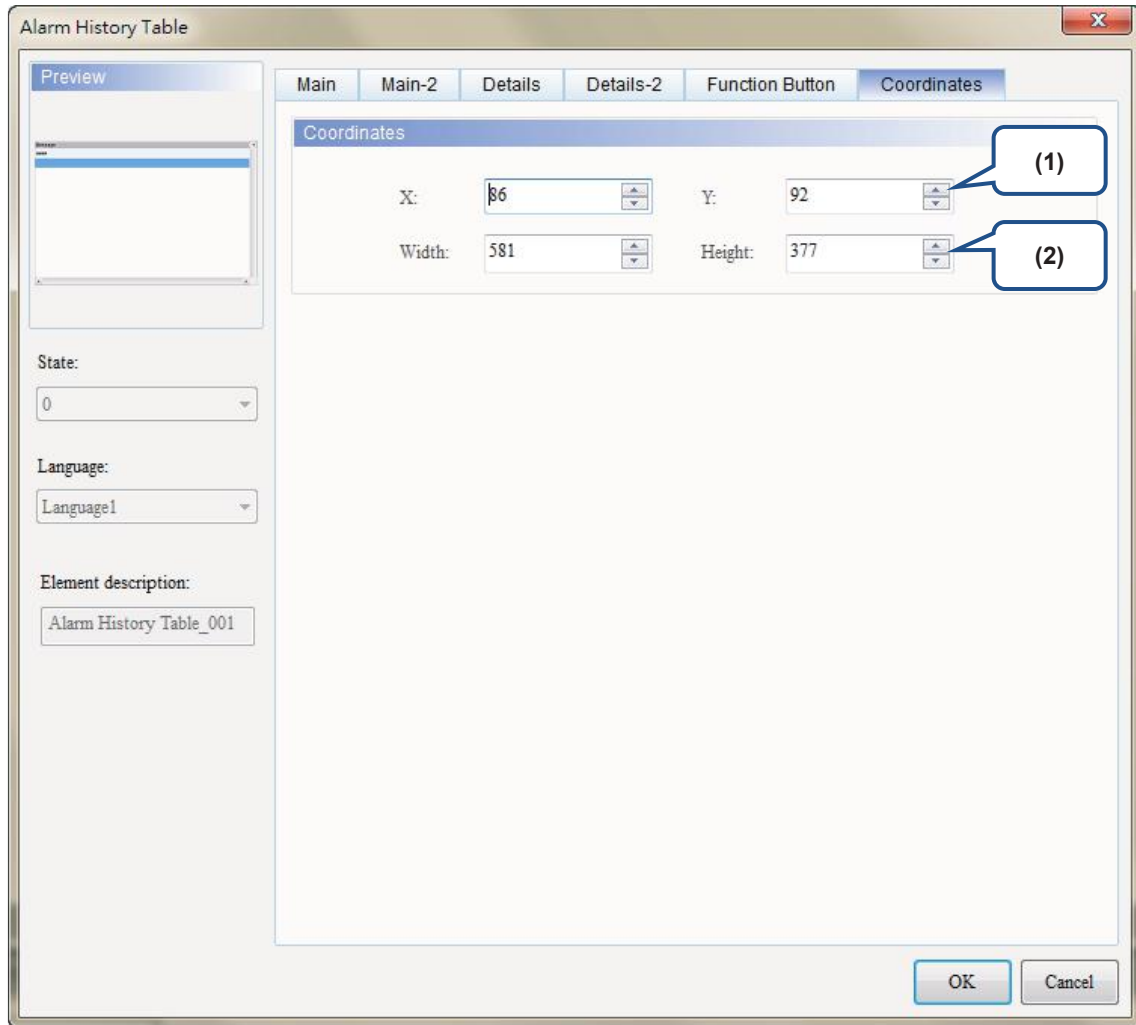 Alarm History Table
Preview
Message
State:
0
Language:
Language1
Element description:
Alarm History Table_001
Main Main-2 Details Details-2 Function Button Coordinates
Coordinates
X: 86 Y: 92 (1)
Width: 581 Height: 377 (2)
OK Cancel